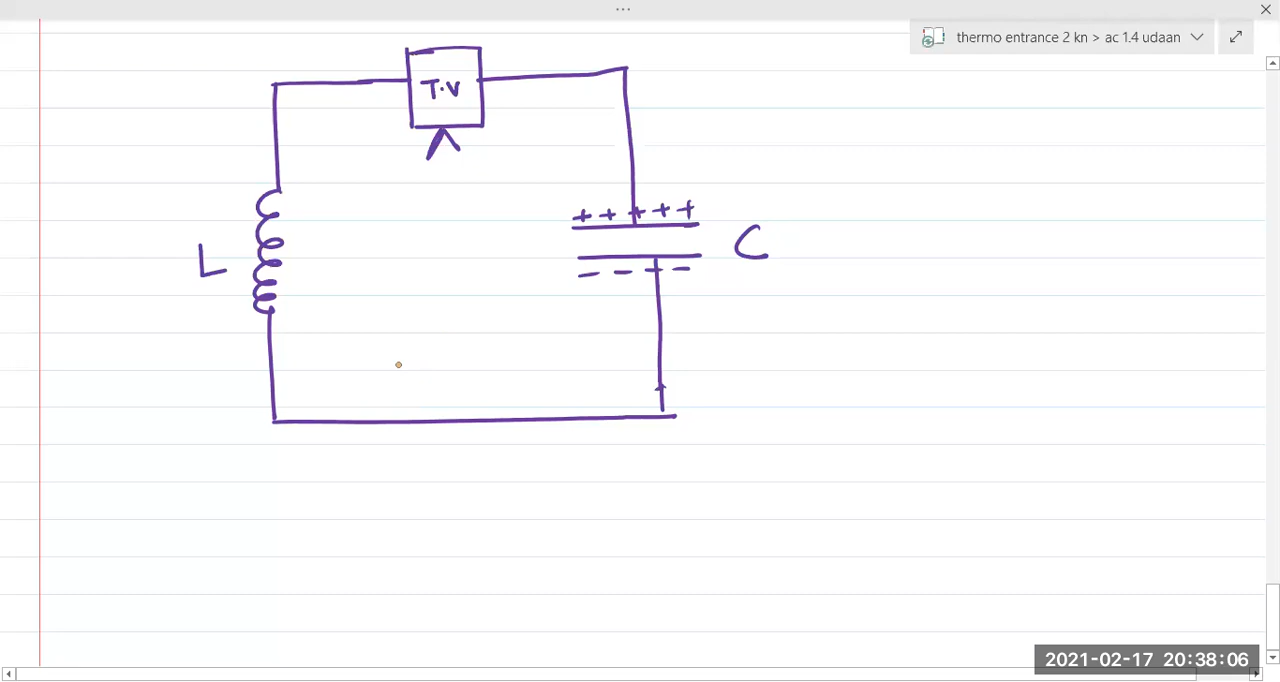 thermo entrance 2 kn > ac 1.4 udaan
T.V
+ + + + +
C
- - - -
L
2021-02-17 20:38:06